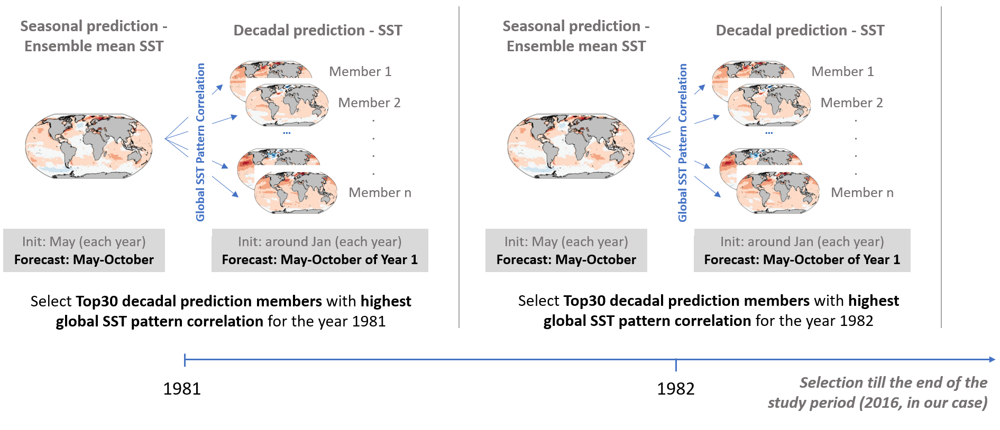 Seasonal prediction -
Ensemble mean SST
Decadal prediction - SST
Global SST Pattern Correlation
Member 1
Member 2
.
...
.
.
.
Member n
Init: May (each year)
Forecast: May-October
Init: around Jan (each year)
Forecast: May-October of Year 1
Select Top30 decadal prediction members with highest
global SST pattern correlation for the year 1981
Seasonal prediction -
Ensemble mean SST
Decadal prediction - SST
Global SST Pattern Correlation
Member 1
Member 2
.
...
.
.
.
Member n
Init: May (each year)
Forecast: May-October
Init: around Jan (each year)
Forecast: May-October of Year 1
Select Top30 decadal prediction members with highest
global SST pattern correlation for the year 1982
1981
1982
Selection till the end of the
study period (2016, in our case)